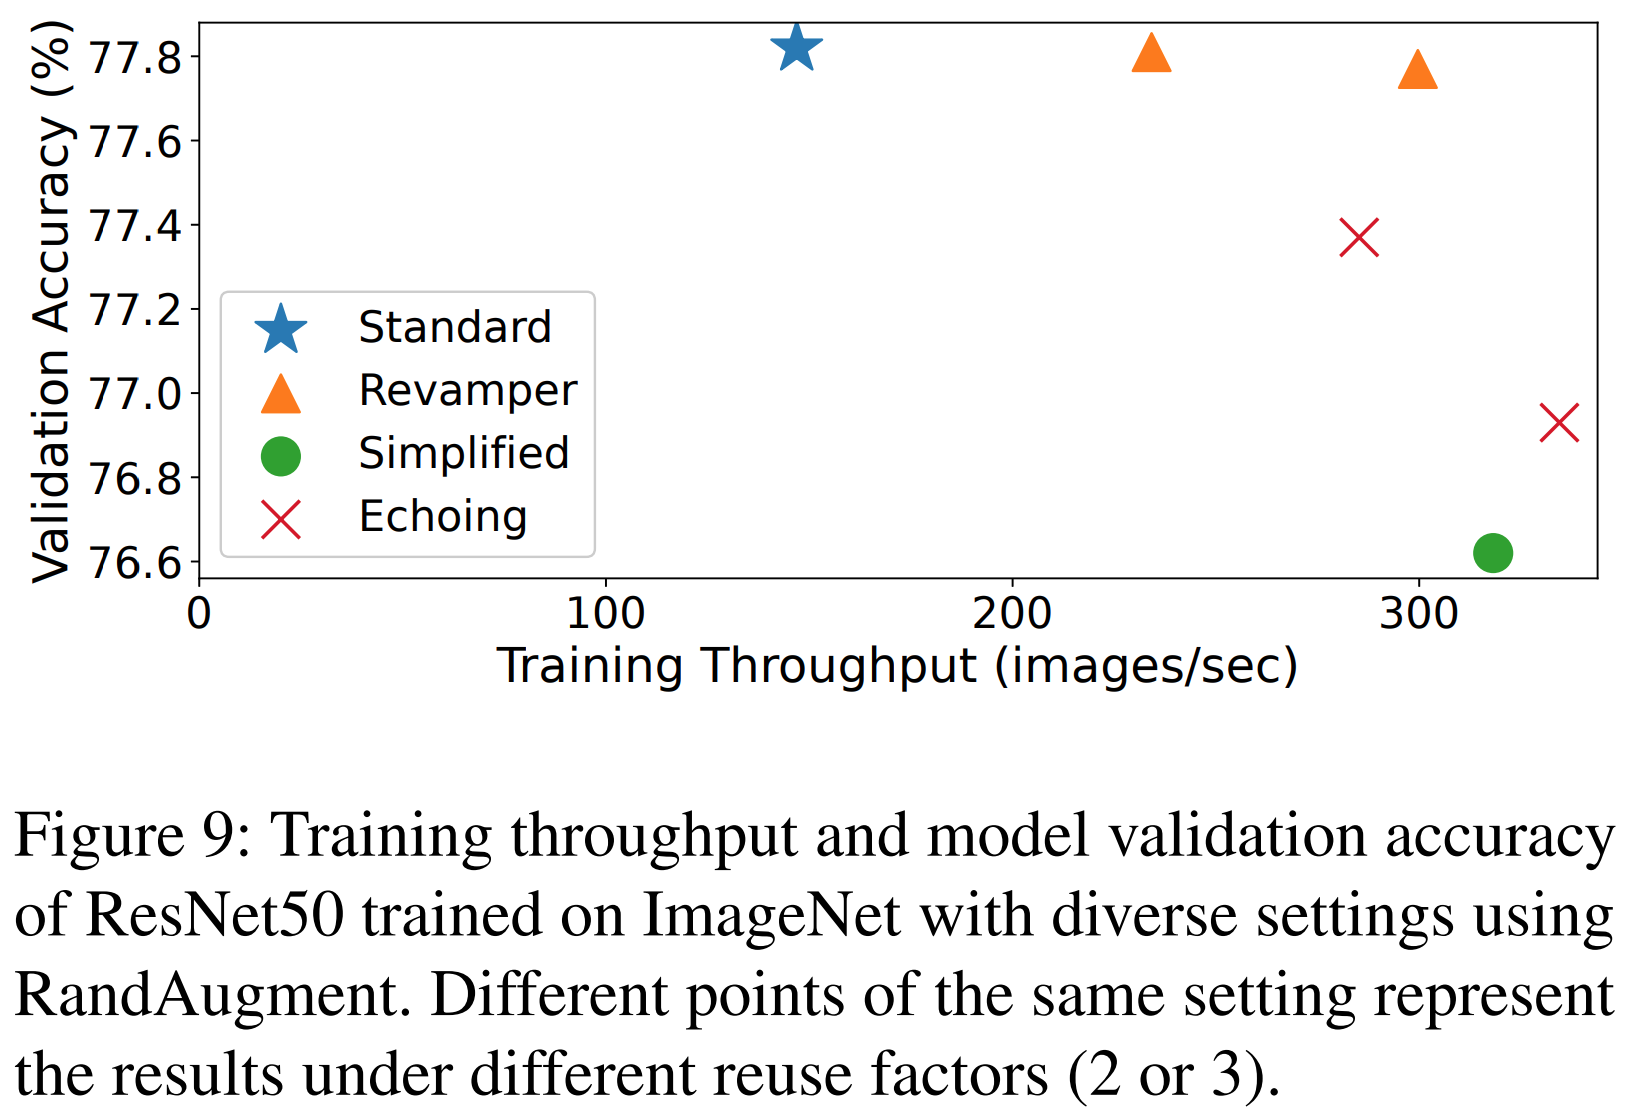 Validation Accuracy (%)
77.8
77.6
77.4
77.2
77.0
76.8
76.6
Standard
Revamper
Simplified
Echoing
0 100 200 300
Training Throughput (images/sec)
Figure 9: Training throughput and model validation accuracy
of ResNet50 trained on ImageNet with diverse settings using
RandAugment. Different points of the same setting represent
the results under different reuse factors (2 or 3).